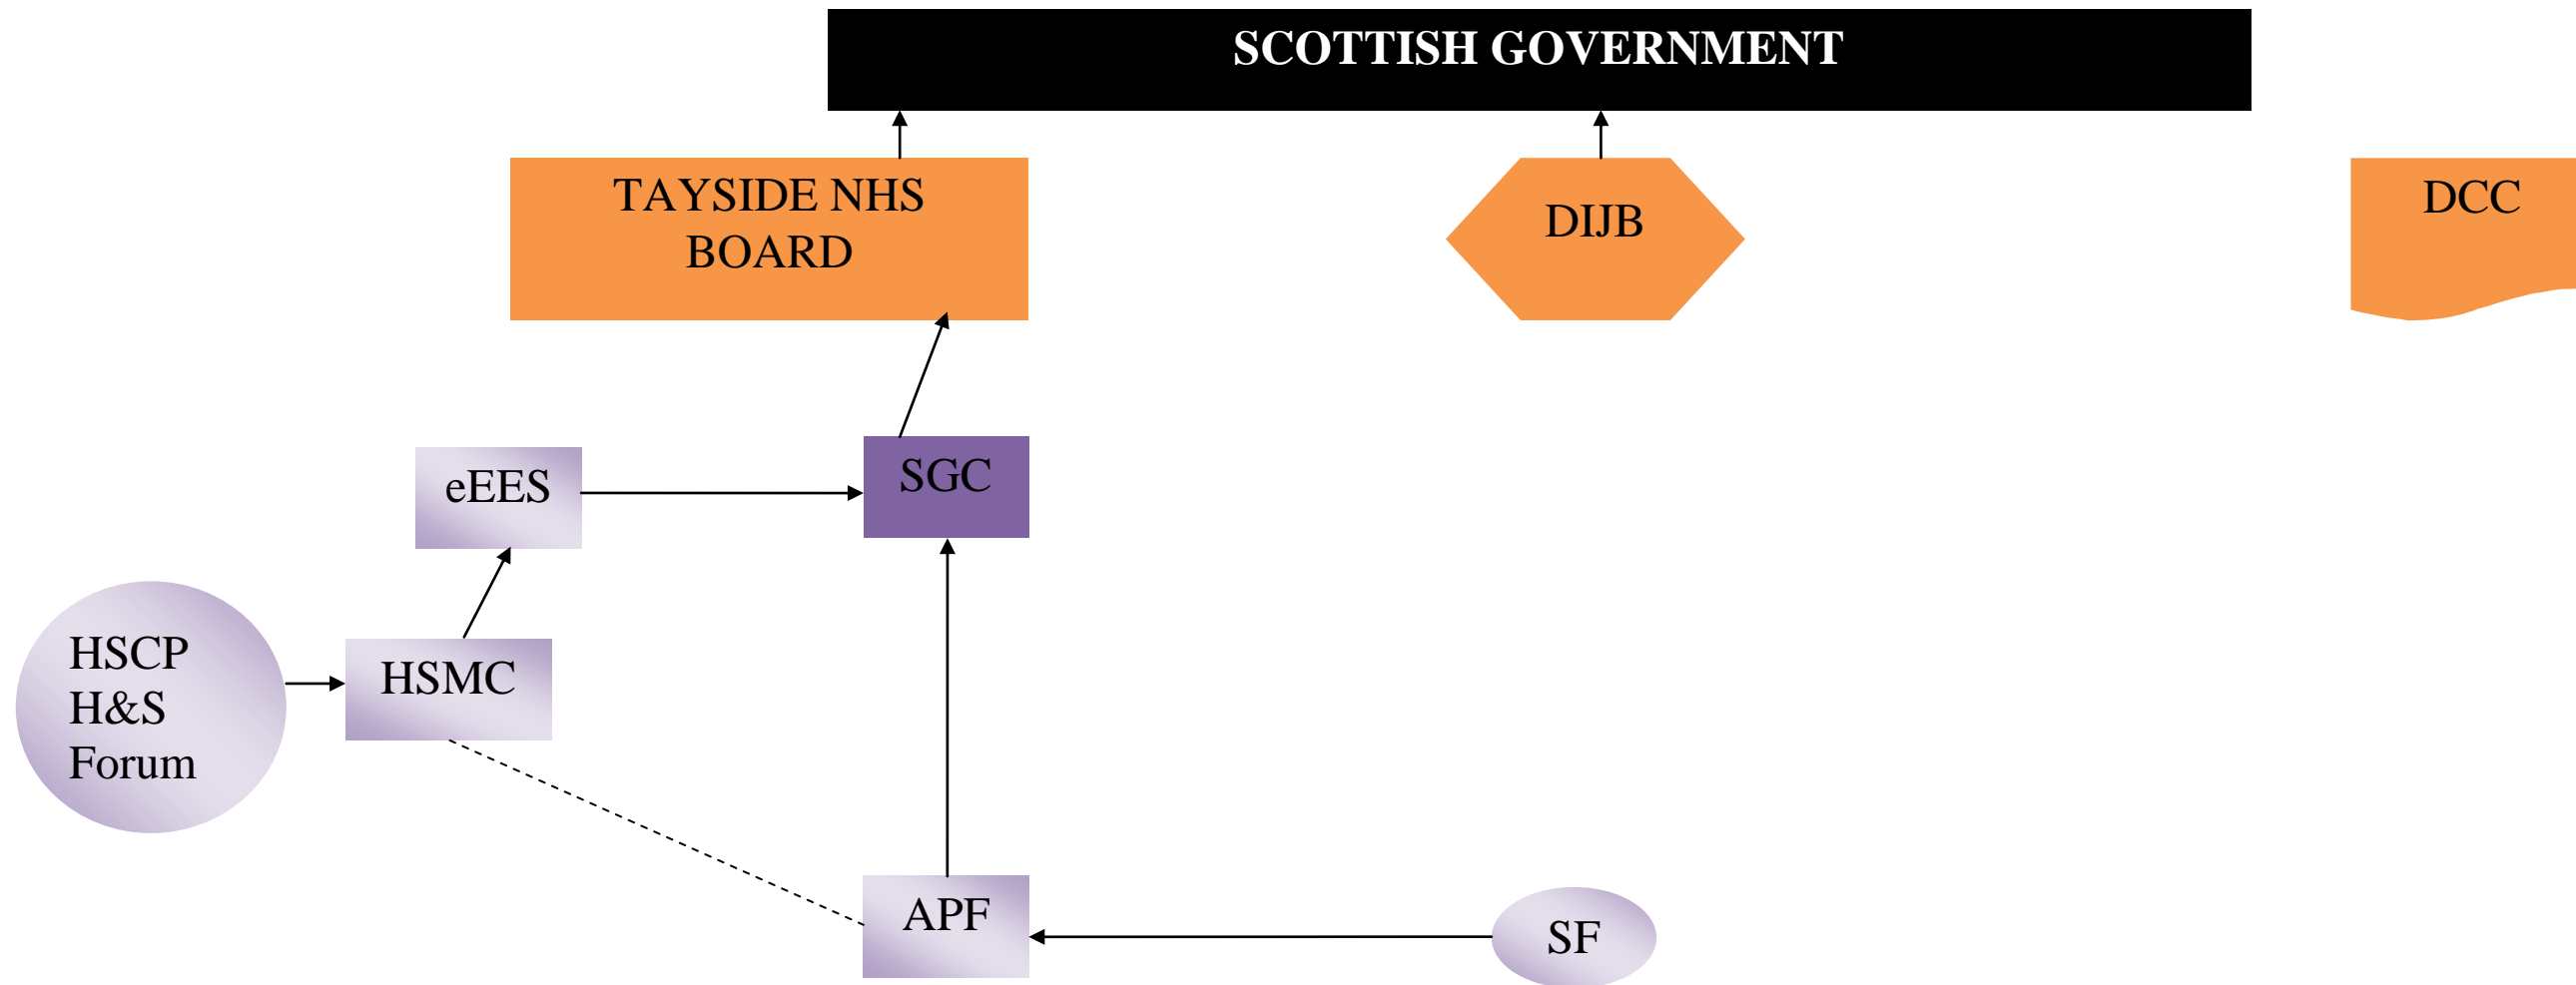 SCOTTISH GOVERNMENT
TAYSIDE NHS
BOARD
DIJB
DCC
eEES
SGC
HSCP
H&S
Forum
HSMC
APF
SF